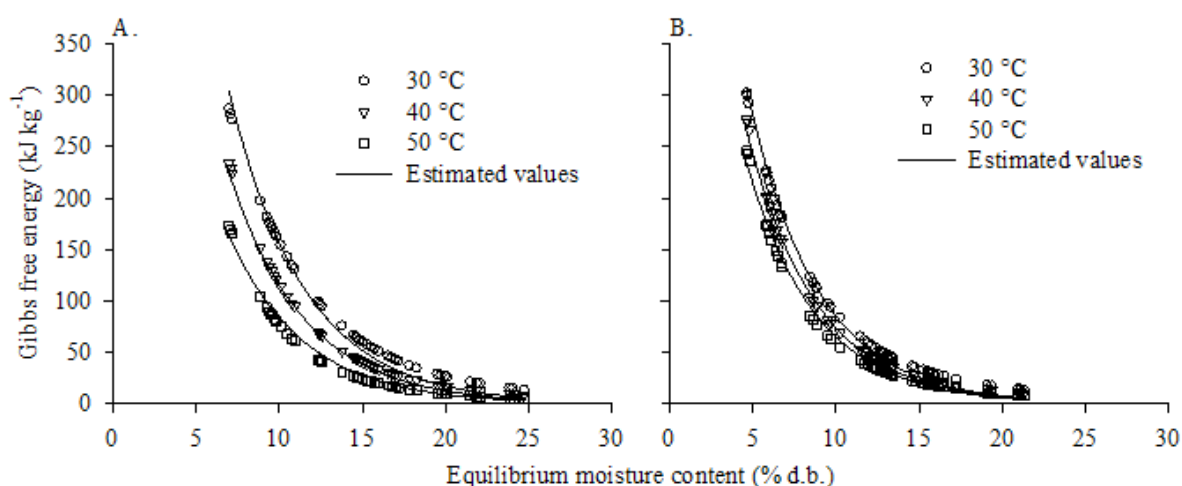 A.
B.
350
300
250
200
150
100
50
0
Gibbs free energy (kJ kg-1)
30 °C
40 °C
50 °C
Estimated values
30 °C
40 °C
50 °C
Estimated values
0 5 10 15 20 25 30
0 5 10 15 20 25 30
Equilibrium moisture content (% d.b.)